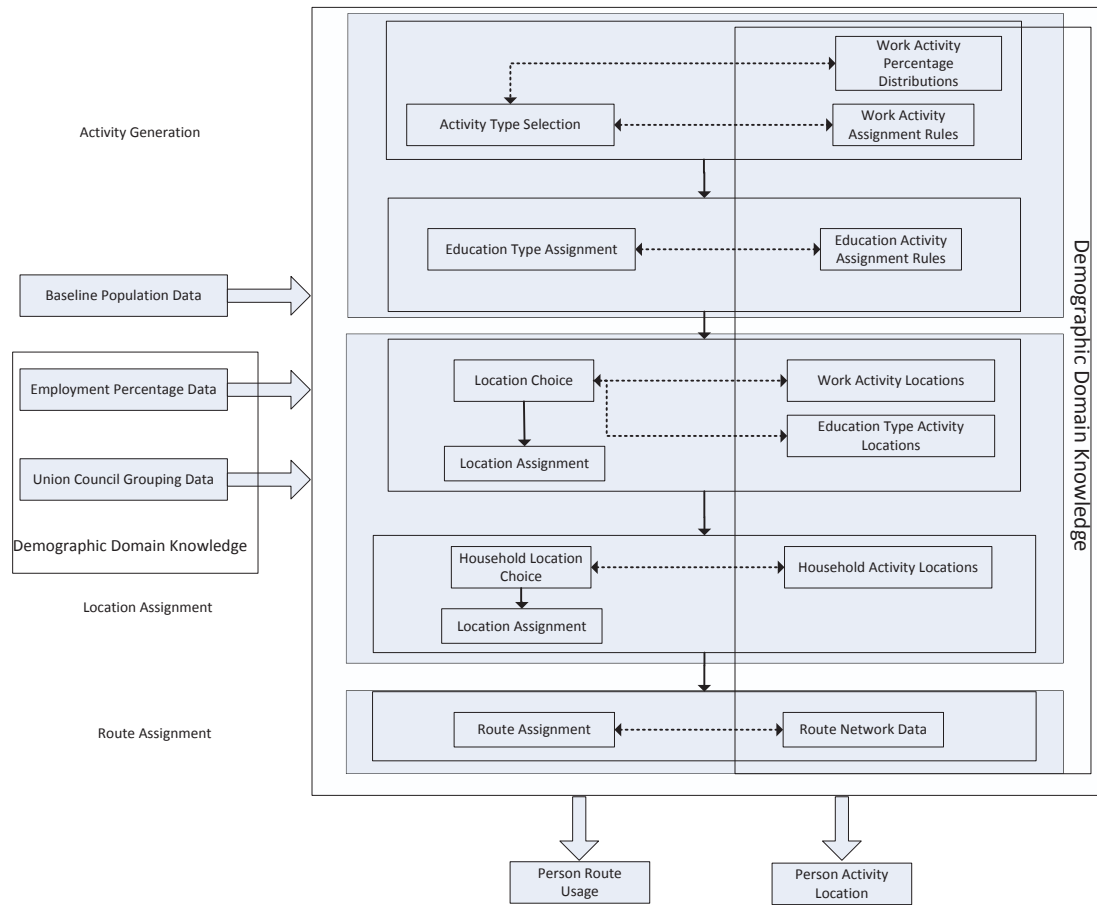 Activity Generation
Work Activity
Percentage
Distributions
Activity Type Selection
Work Activity
Assignment Rules
Education Type Assignment
Education Activity
Assignment Rules
Baseline Population Data
Employment Percentage Data
Union Council Grouping Data
Demographic Domain Knowledge
Location Choice
Work Activity Locations
Education Type Activity
Locations
Location Assignment
Demographic Domain Knowledge
Household Location
Choice
Household Activity Locations
Location Assignment
Location Assignment
Route Assignment
Route Assignment
Route Network Data
Person Route
Usage
Person Activity
Location